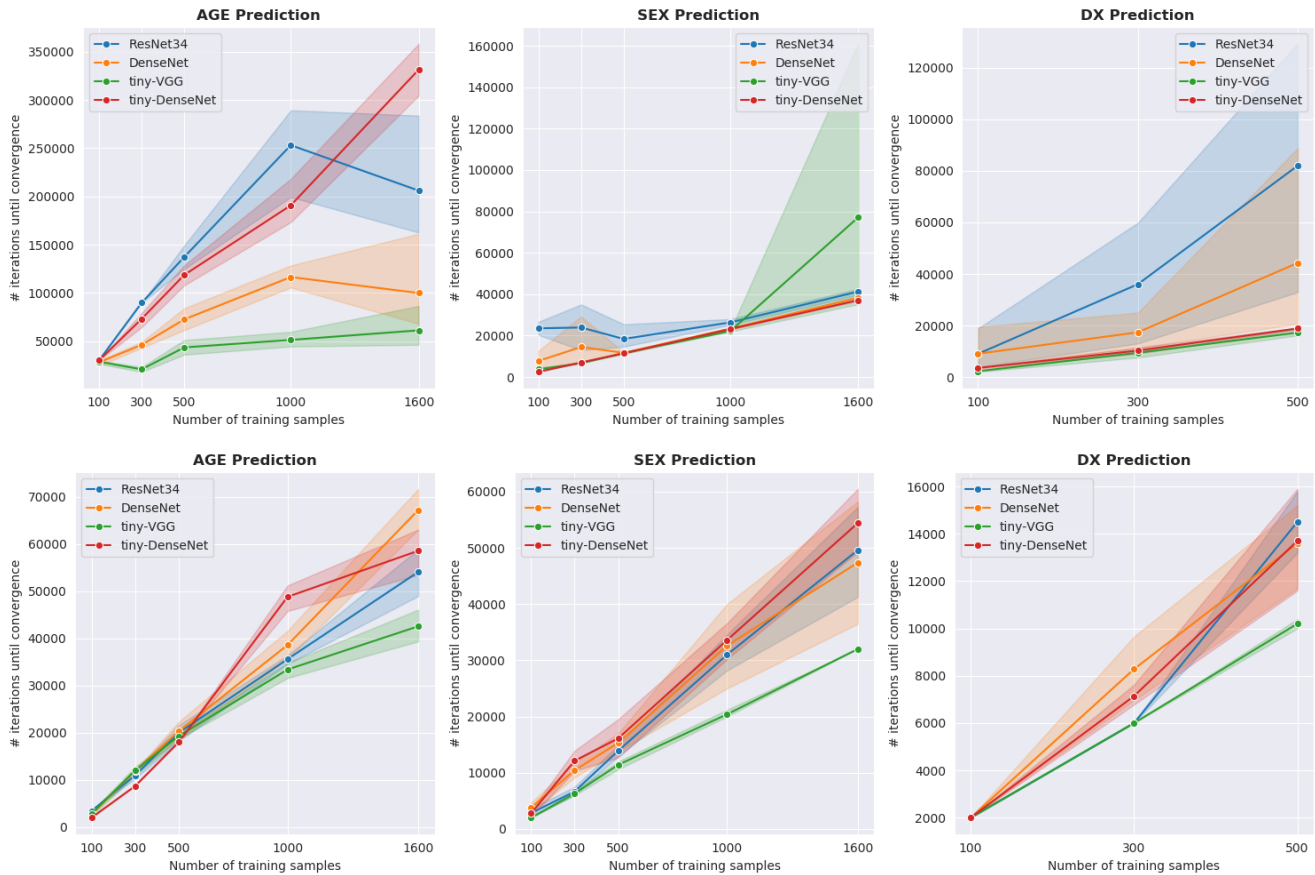 AGE Prediction
# iterations until convergence
350000
300000
250000
200000
150000
100000
50000
ResNet34
DenseNet
tiny-VGG
tiny-DenseNet
100 300 500 1000 1600
Number of training samples
SEX Prediction
# iterations until convergence
160000
140000
120000
100000
80000
60000
40000
20000
0
ResNet34
DenseNet
tiny-VGG
tiny-DenseNet
100 300 500 1000 1600
Number of training samples
DX Prediction
# iterations until convergence
120000
100000
80000
60000
40000
20000
0
ResNet34
DenseNet
tiny-VGG
tiny-DenseNet
100 300 500
Number of training samples
AGE Prediction
# iterations until convergence
70000
60000
50000
40000
30000
20000
10000
0
ResNet34
DenseNet
tiny-VGG
tiny-DenseNet
100 300 500 1000 1600
Number of training samples
SEX Prediction
# iterations until convergence
60000
50000
40000
30000
20000
10000
0
ResNet34
DenseNet
tiny-VGG
tiny-DenseNet
100 300 500 1000 1600
Number of training samples
DX Prediction
# iterations until convergence
16000
14000
12000
10000
8000
6000
4000
2000
ResNet34
DenseNet
tiny-VGG
tiny-DenseNet
100 300 500
Number of training samples